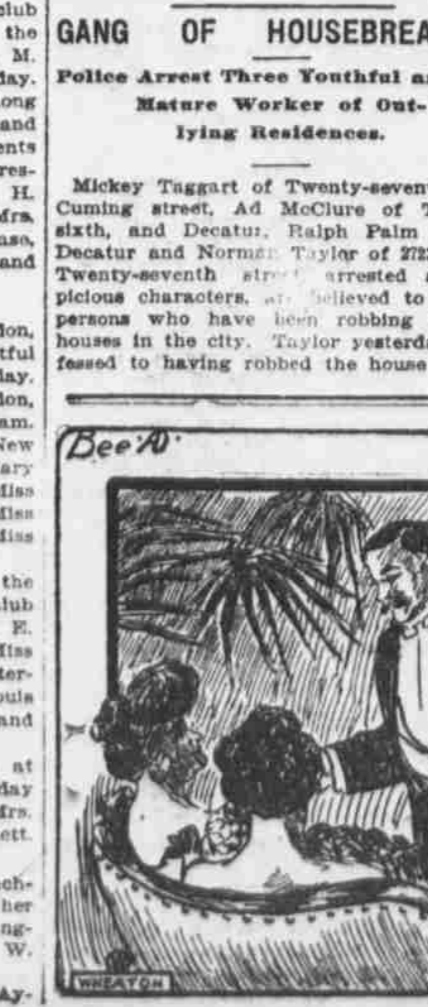 club
the
M.
day.
ong
and
ents
res-
H.
Mrs.
ase,
and
don,
tful
day.
don,
am.
New
ary
Miss
Miss
Miss
the
lub
E.
Miss
ter-
ouis
and
at
day
Mrs.
ett.
ch-
her
ng-
W.
Ay-
GANG OF HOUSEBREA
Police Arrest Three Youthful a
Mature Worker of Out-
lying Residences.
Mickey Taggart of Twenty-sevent
Cuming street, Ad McClure of T
sixth, and Decatur, Ralph Palm
Decatur and Norman Taylor of 272
Twenty-seventh street arrested a
picious characters, are believed to
persons who have been robbing
houses in the city. Taylor yesterda
fessed to having robbed the house
Bee
WHEATON